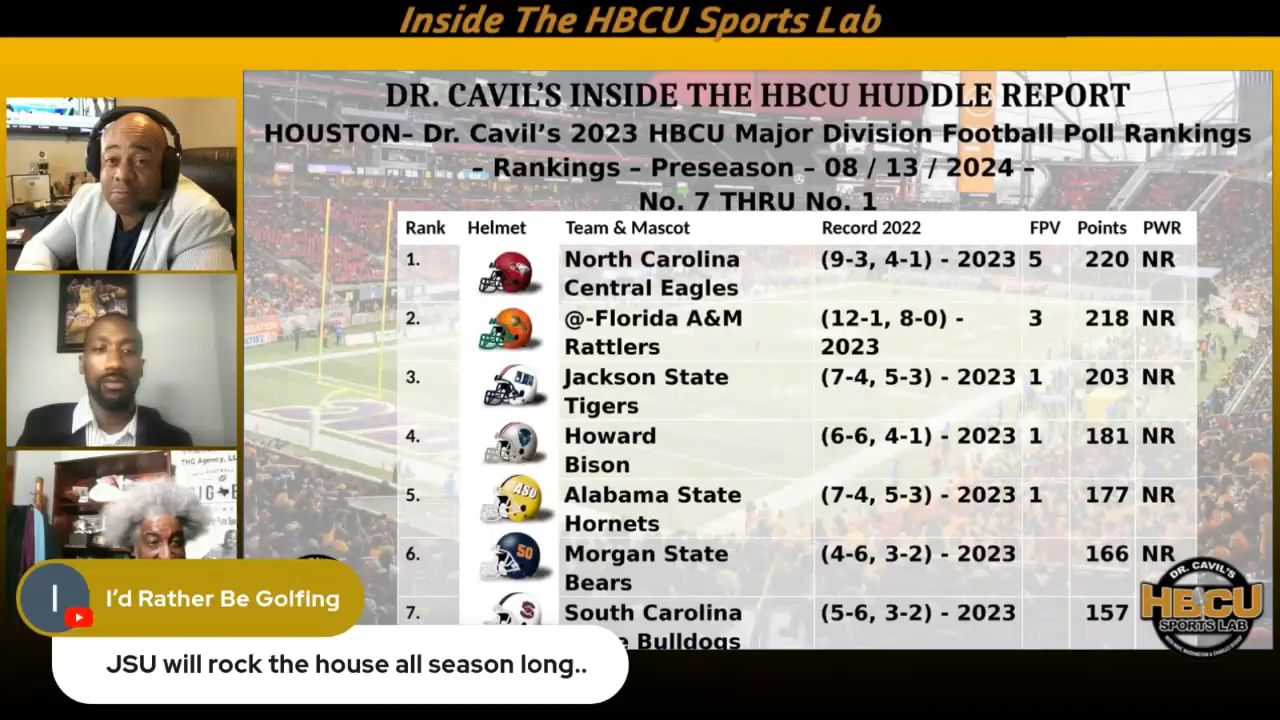 Inside The HBCU Sports Lab
DR. CAVIL'S INSIDE THE HBCU HUDDLE REPORT
HOUSTON– Dr. Cavil's 2023 HBCU Major Division Football Poll Rankings
Rankings – Preseason – 08 / 13 / 2024 –
No. 7 THRU No. 1
Rank Helmet Team & Mascot Record 2022 FPV Points PWR
1. North Carolina (9-3, 4-1) - 2023 5 220 NR
Central Eagles
2. @-Florida A&M (12-1, 8-0) - 3 218 NR
Rattlers 2023
3. Jackson State (7-4, 5-3) - 2023 1 203 NR
Tigers
4. Howard (6-6, 4-1) - 2023 1 181 NR
Bison
5. Alabama State (7-4, 5-3) - 2023 1 177 NR
Hornets
ASU
6. Morgan State (4-6, 3-2) - 2023 166 NR
Bears
7. South Carolina (5-6, 3-2) - 2023 157
Bulldogs
THG Agency, LL
DR. CAVIL'S
HBCU
SPORTS LAB
I
I'd Rather Be Golfing
JSU will rock the house all season long..